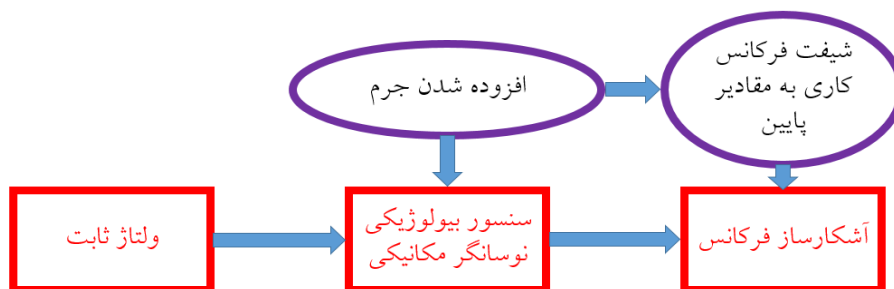 افزوده شدن جرم
شیفت فرکانس
کاری به مقادیر
پایین
ولتاژ ثابت
سنسور بیولوژیکی
نوسانگر مکانیکی
آشکارساز فرکانس